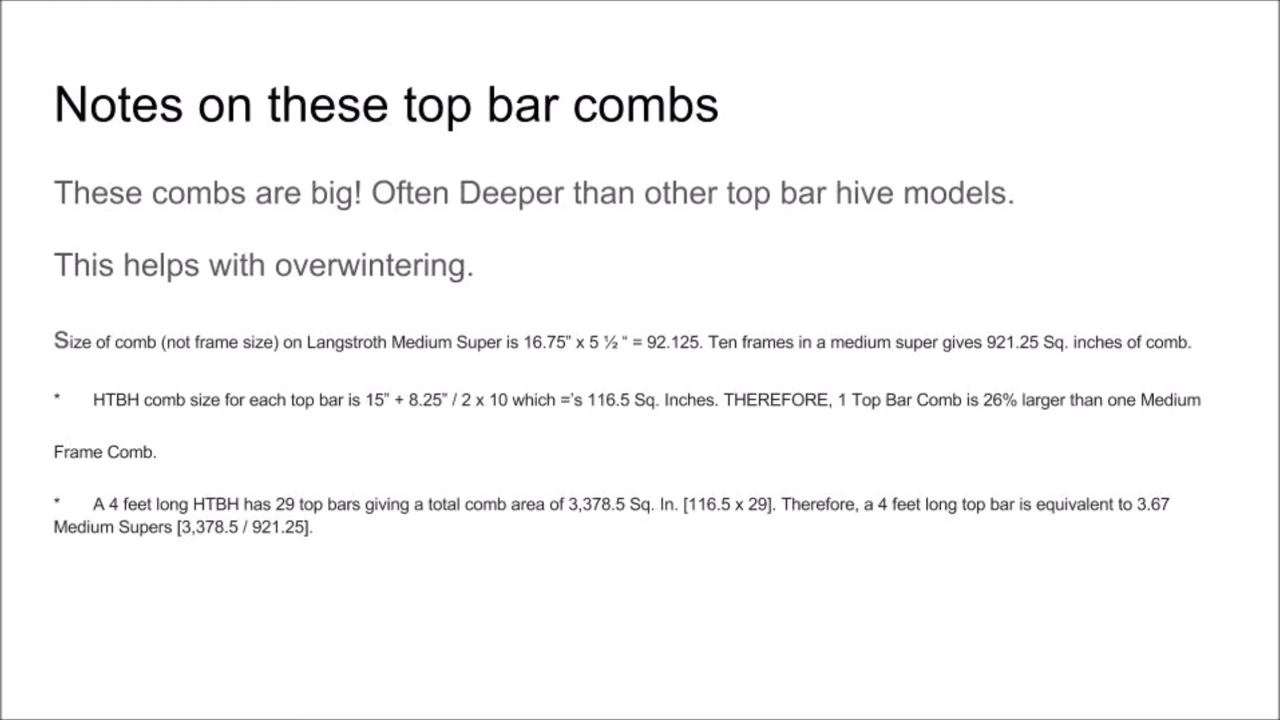 Notes on these top bar combs
These combs are big! Often Deeper than other top bar hive models.
This helps with overwintering.
Size of comb (not frame size) on Langstroth Medium Super is 16.75” x 5 ½ “ = 92.125. Ten frames in a medium super gives 921.25 Sq. inches of comb.
* HTBH comb size for each top bar is 15” + 8.25” / 2 x 10 which =’s 116.5 Sq. Inches. THEREFORE, 1 Top Bar Comb is 26% larger than one Medium
Frame Comb.
* A 4 feet long HTBH has 29 top bars giving a total comb area of 3,378.5 Sq. In. [116.5 x 29]. Therefore, a 4 feet long top bar is equivalent to 3.67
Medium Supers [3,378.5 / 921.25].